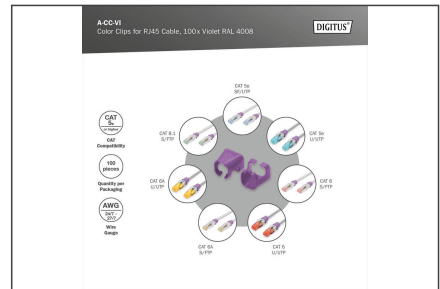 A-CC-VI
Color Clips for RJ45 Cable, 100x Violet RAL 4008
DIGITUS®
CAT 5e
SF/UTP
CAT
5e
or higher
CAT
Compatibility
CAT 8.1
S/FTP
CAT 5e
U/UTP
100
pieces
Quantity per
Packaging
CAT 6A
U/UTP
CAT 6
S/FTP
AWG
24/7 -
27/7
Wire
Gauge
CAT 6A
S/FTP
CAT 6
U/UTP